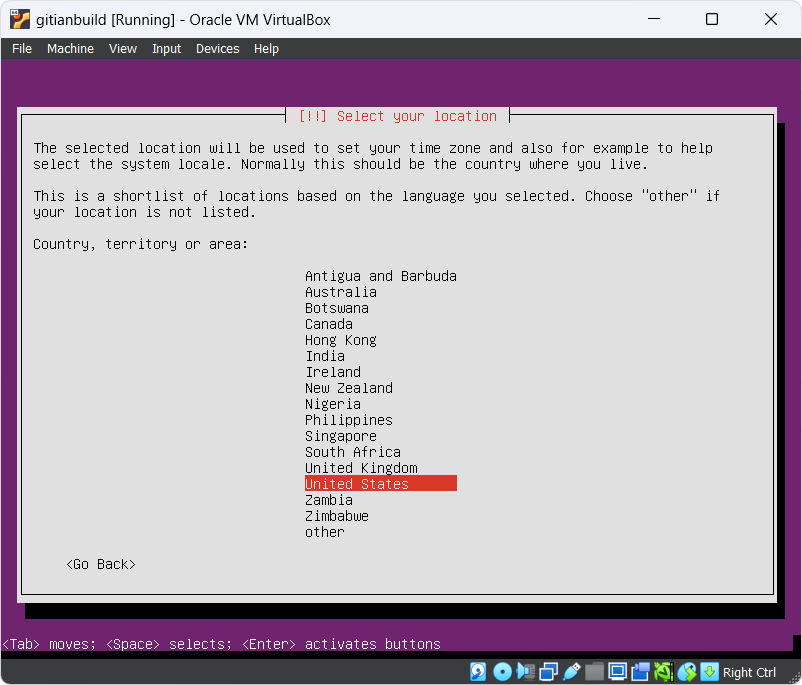 gitianbuild [Running] - Oracle VM VirtualBox
File Machine View Input Devices Help
[!!] Select your location
The selected location will be used to set your time zone and also for example to help
select the system locale. Normally this should be the country where you live.
This is a shortlist of locations based on the language you selected. Choose "other" if
your location is not listed.
Country, territory or area:
Antigua and Barbuda
Australia
Botswana
Canada
Hong Kong
India
Ireland
New Zealand
Nigeria
Philippines
Singapore
South Africa
United Kingdom
United States
Zambia
Zimbabwe
other
<Go Back>
<Tab> moves; <Space> selects; <Enter> activates buttons
Right Ctrl